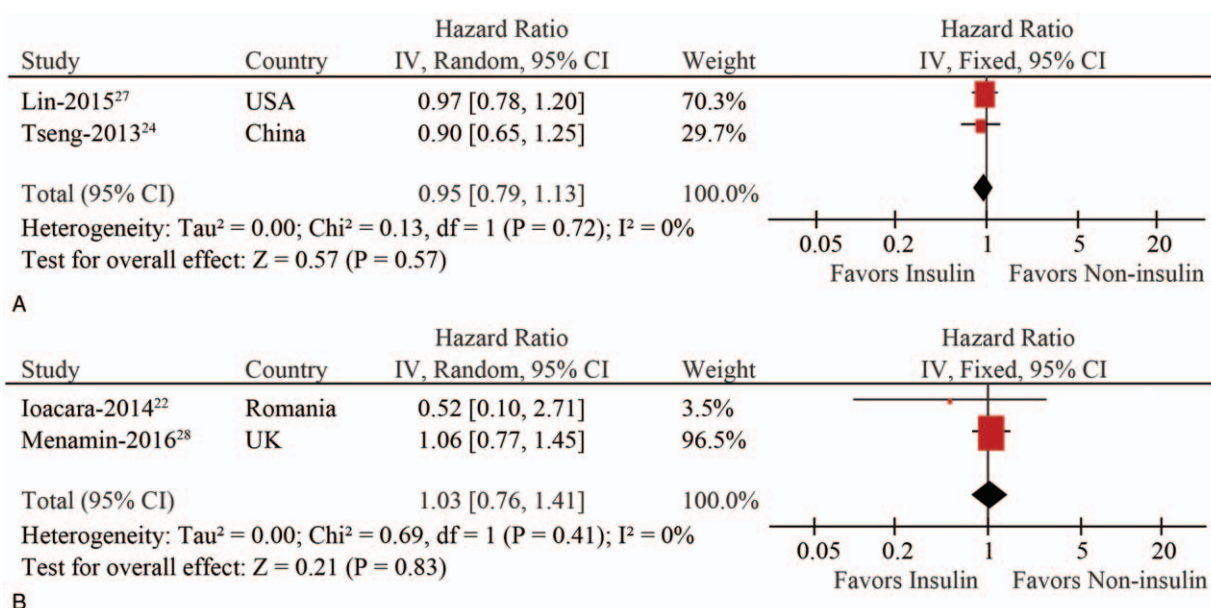 Hazard Ratio Hazard Ratio
Study Country IV, Random, 95% CI Weight IV, Fixed, 95% CI
Lin-2015²⁷ USA 0.97 [0.78, 1.20] 70.3%
Tseng-2013²⁴ China 0.90 [0.65, 1.25] 29.7%
Total (95% CI) 0.95 [0.79, 1.13] 100.0%
Heterogeneity: Tau² = 0.00; Chi² = 0.13, df = 1 (P = 0.72); I² = 0%
0.05 0.2 1 5 20
Test for overall effect: Z = 0.57 (P = 0.57)
Favors Insulin Favors Non-insulin
A
Hazard Ratio Hazard Ratio
Study Country IV, Random, 95% CI Weight IV, Fixed, 95% CI
Ioacara-2014²² Romania 0.52 [0.10, 2.71] 3.5%
Menamin-2016²⁸ UK 1.06 [0.77, 1.45] 96.5%
Total (95% CI) 1.03 [0.76, 1.41] 100.0%
Heterogeneity: Tau² = 0.00; Chi² = 0.69, df = 1 (P = 0.41); I² = 0%
0.05 0.2 1 5 20
Test for overall effect: Z = 0.21 (P = 0.83)
Favors Insulin Favors Non-insulin
B